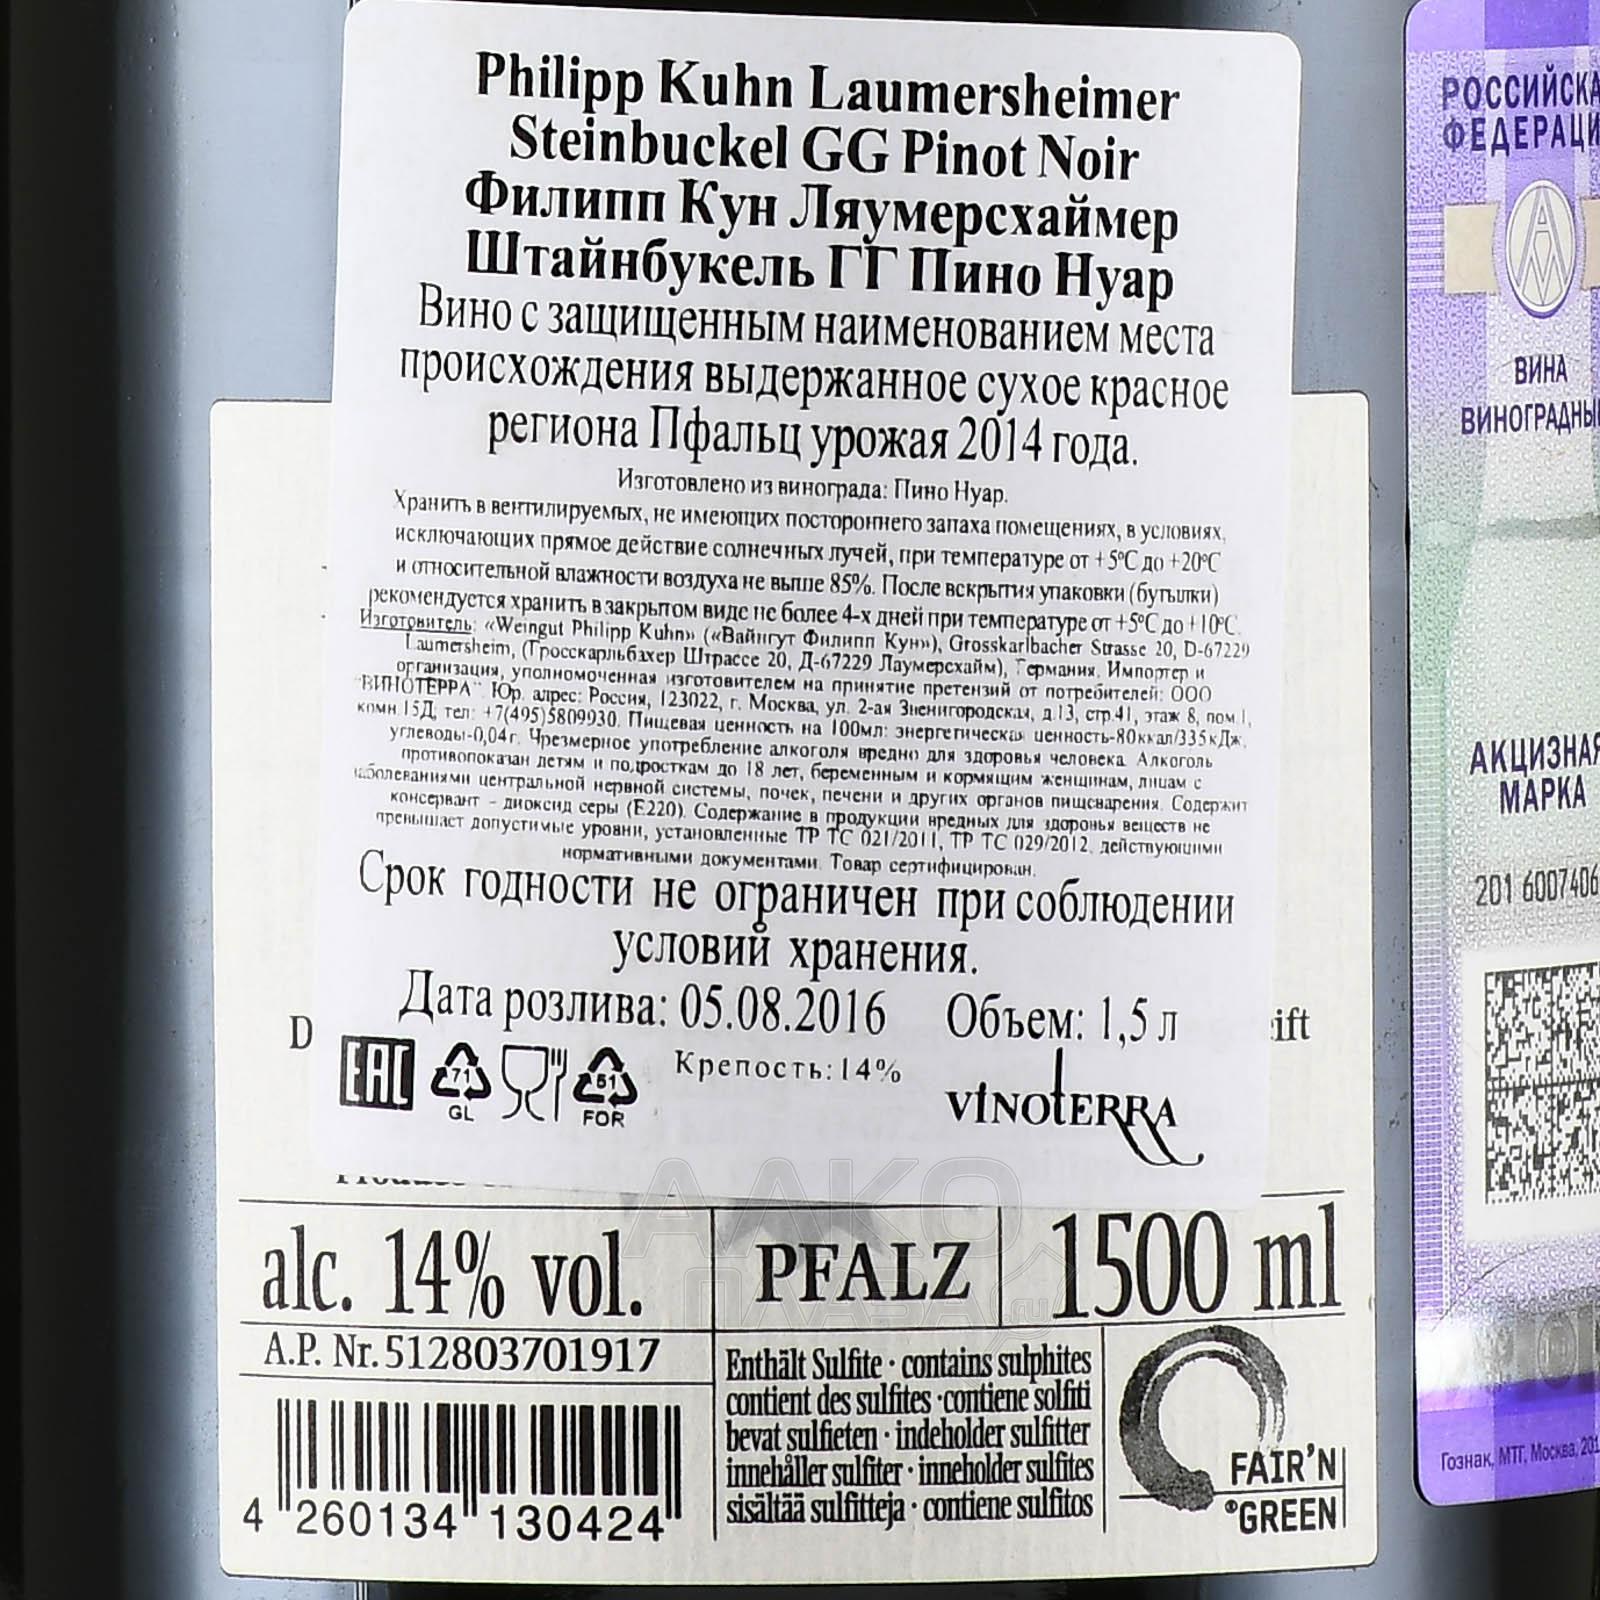 Philipp Kuhn Laumersheimer
Steinbuckel GG Pinot Noir
Филипп Кун Ляумерсхаймер
Штайнбукель ГГ Пино Нуар
Вино с защищенным наименованием места
происхождения выдержанное сухое красное
региона Пфальц урожая 2014 года.
Изготовлено из винограда: Пино Нуар.
Хранить в вентилируемых, не имеющих постороннего запаха помещениях, в условиях,
исключающих прямое действие солнечных лучей, при температуре от +5°С до +20°С
и относительной влажности воздуха не выше 85%. После вскрытия упаковки (бутылки)
рекомендуется хранить в закрытом виде не более 4-х дней при температуре от +5°С до +10°С.
Изготовитель: «Weingut Philipp Kuhn» («Вайнгут Филипп Кун»), Grosskarlbacher Strasse 20, D-67229
Laumersheim, (Гросскарльбахер Штрассе 20, Д-67229 Лаумерсхайм), Германия. Импортер и
организация, уполномоченная изготовителем на принятие претензий от потребителей: ООО
"ВИНОТЕРРА". Юр. адрес: Россия, 123022, г. Москва, ул. 2-ая Звенигородская, д.13, стр.41, этаж 8, пом.1,
комн.15Д, тел: +7(495)5809930. Пищевая ценность на 100мл: энергетическая ценность-80ккал/335кДж,
углеводы-0,04г. Чрезмерное употребление алкоголя вредно для здоровья человека. Алкоголь
противопоказан детям и подросткам до 18 лет, беременным и кормящим женщинам, лицам с
заболеваниями центральной нервной системы, почек, печени и других органов пищеварения. Содержит
консервант - диоксид серы (Е220). Содержание в продукции вредных для здоровья веществ не
превышает допустимые уровни, установленные ТР ТС 021/2011, ТР ТС 029/2012, действующими
нормативными документами. Товар сертифицирован.
Срок годности не ограничен при соблюдении
условий хранения.
Дата розлива: 05.08.2016 Объем: 1,5 л
D ift
EAC 71 GL 51 FOR Крепость: 14% VINOTERRA
alc. 14% vol. PFALZ 1500 ml
A.P. Nr. 512803701917
Enthält Sulfite · contains sulphites
contient des sulfites · contiene solfiti
bevat sulfieten · indeholder sulfitter
innehåller sulfiter · inneholder sulfites
sisältää sulfitteja · contiene sulfitos
4 260134 130424
FAIR'N
GREEN
ААКО
ПЛАЗА.ru
РОССИЙСКА
ФЕДЕРАЦИ
ВИНА
ВИНОГРАДНЫ
АКЦИЗНАЯ
МАРКА
201 6007406
Гознак, МТГ, Москва, 201